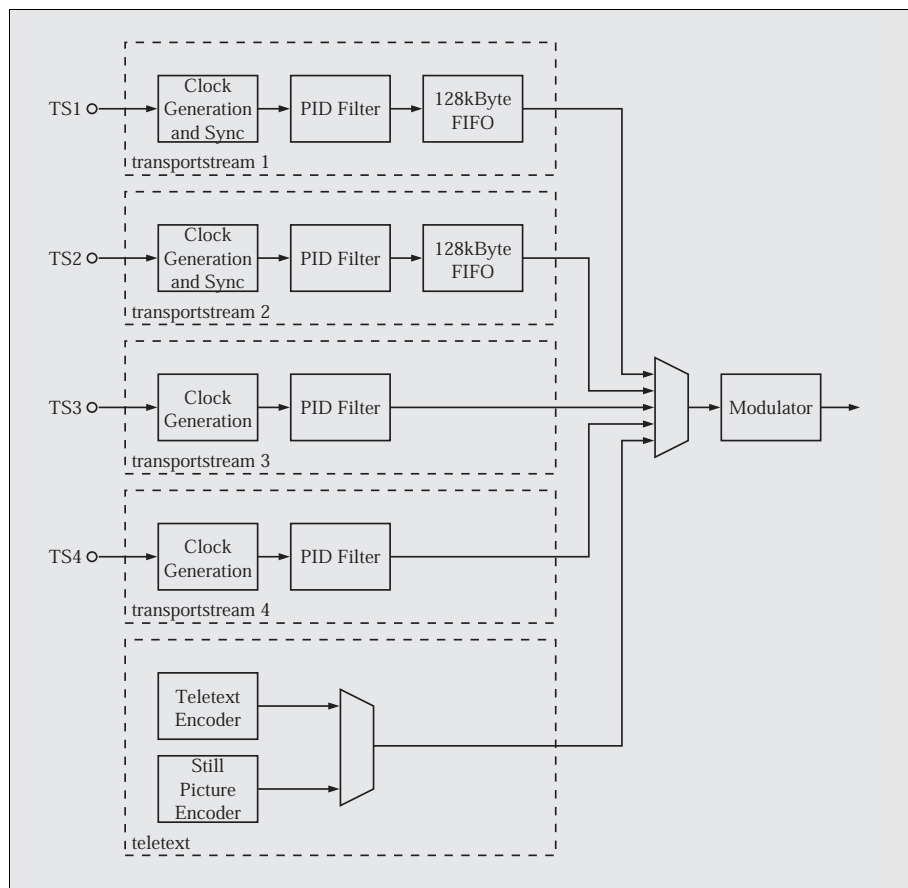 TS1
Clock
Generation
and Sync
PID Filter
128kByte
FIFO
transportstream 1
TS2
Clock
Generation
and Sync
PID Filter
128kByte
FIFO
transportstream 2
TS3
Clock
Generation
PID Filter
transportstream 3
Modulator
TS4
Clock
Generation
PID Filter
transportstream 4
Teletext
Encoder
Still
Picture
Encoder
teletext